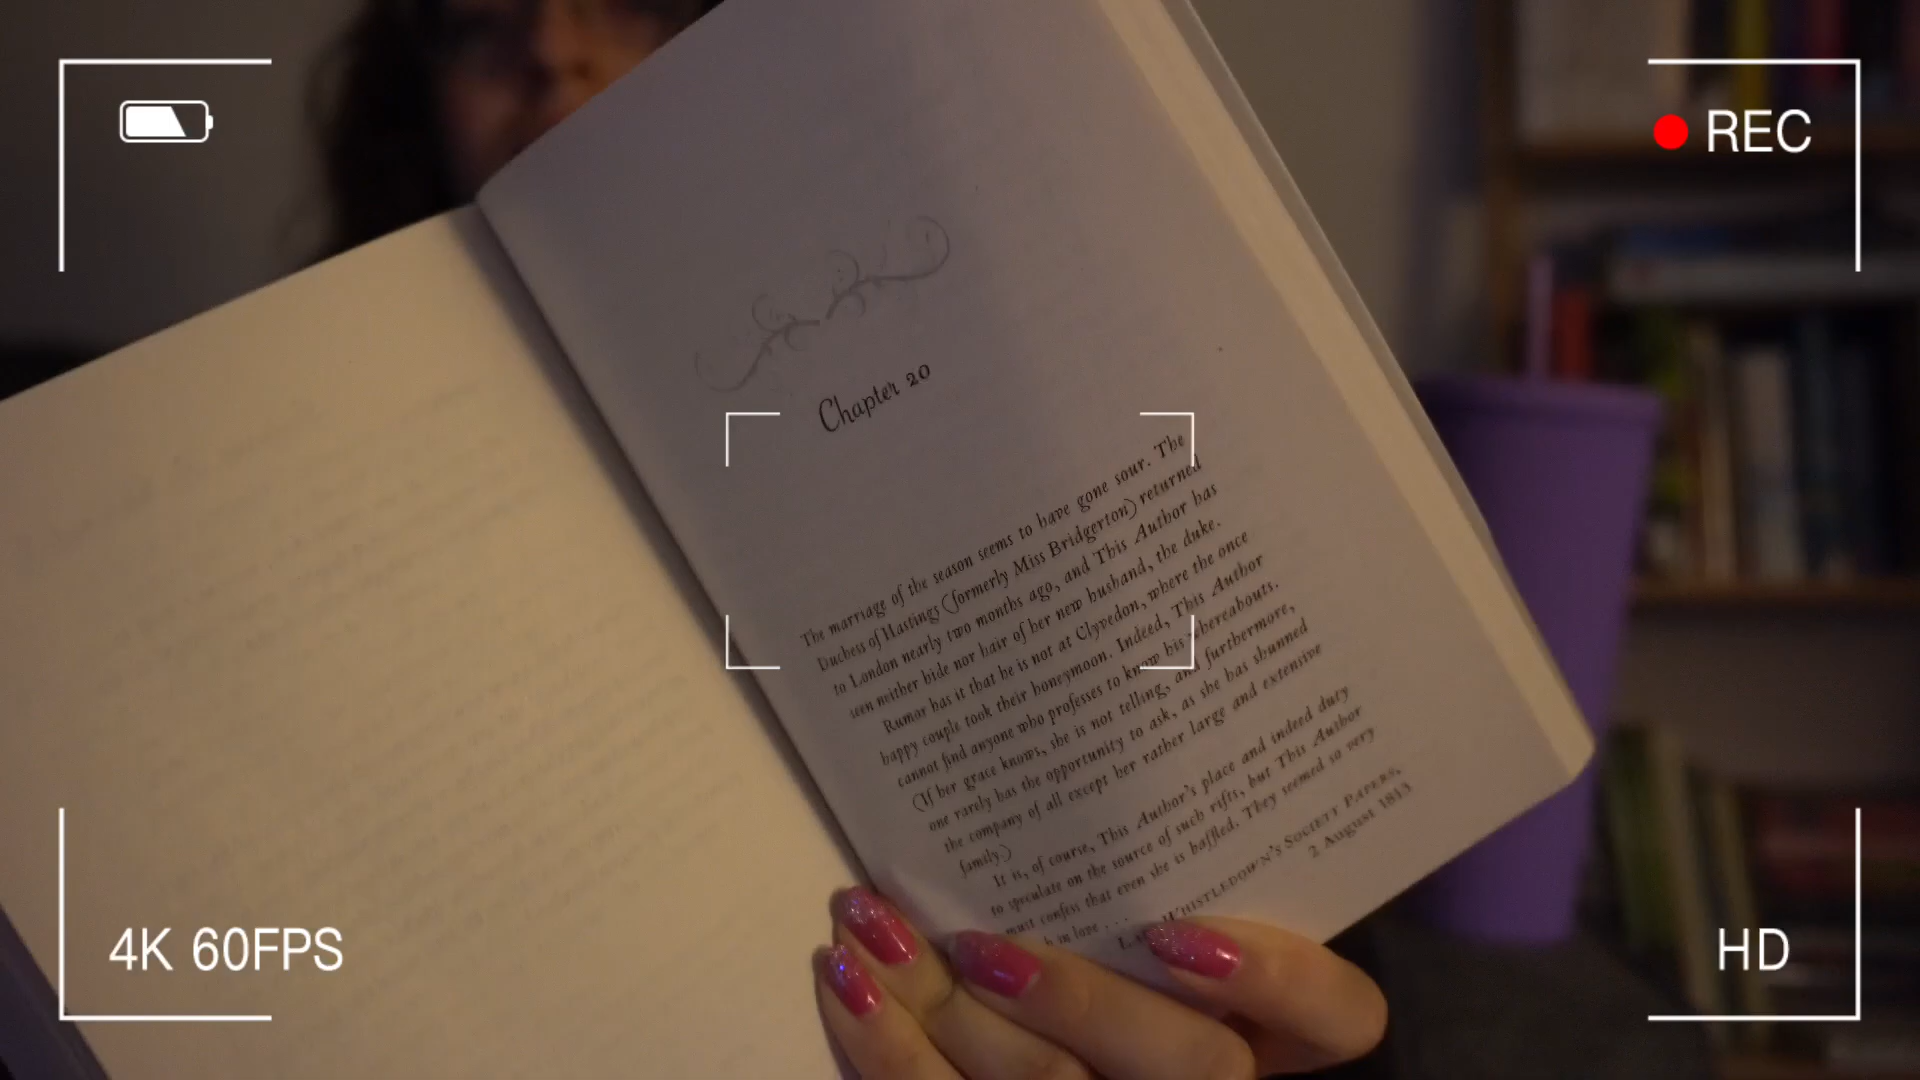 REC
Chapter 20
The marriage of the season seems to have gone sour. The
Duchess of Hastings (formerly Miss Bridgerton) returned
to London nearly two months ago, and This Author has
seen neither hide nor hair of her new husband, the duke.
Rumor has it that he is not at Clyvedon, where the once
happy couple took their honeymoon. Indeed, This Author
cannot find anyone who professes to know his whereabouts.
(If her grace knows, she is not telling, and furthermore,
one rarely has the opportunity to ask, as she has shunned
the company of all except her rather large and extensive
family.)
It is, of course, This Author's place and indeed duty
to speculate on the source of such rifts, but This Author
must confess that even she is baffled. They seemed so very
in love . . .
WHISTLEDOWN'S SOCIETY PAPERS,
2 August 1813
4K 60FPS
HD